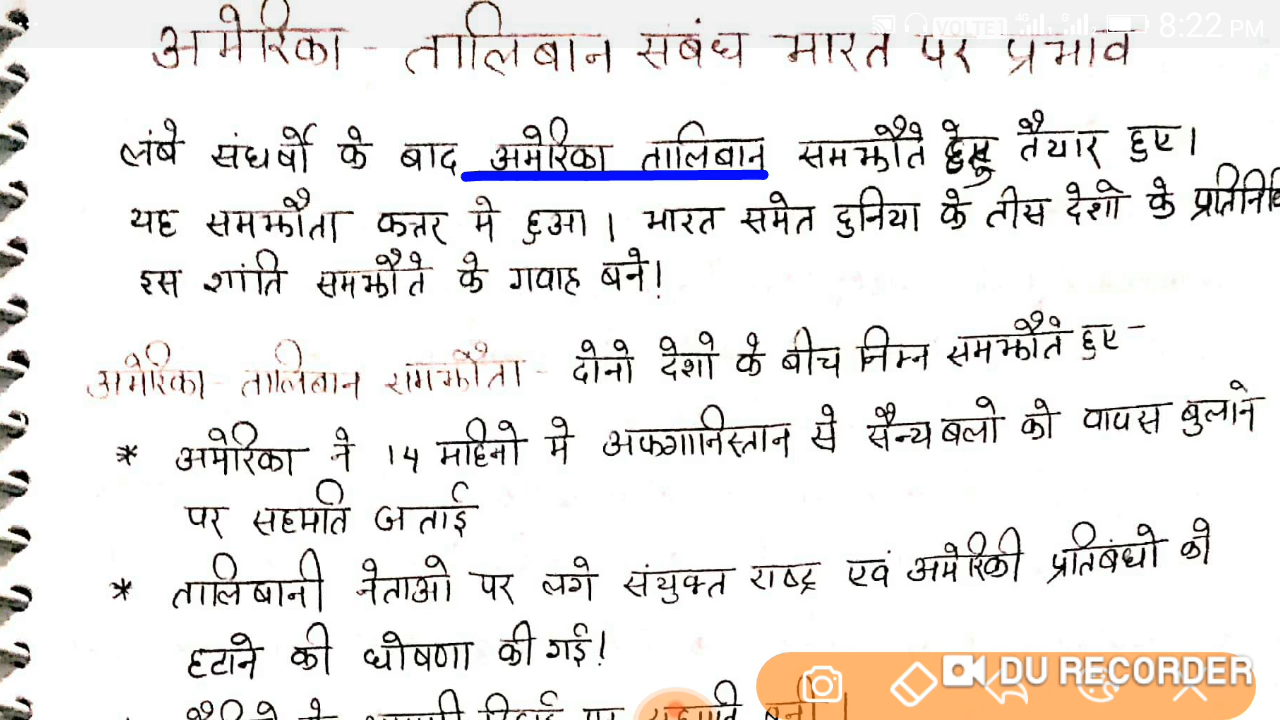 8:22 PM
अमेरिका - तालिबान संबंध भारत पर प्रभाव
लंबे संघर्षो के बाद अमेरिका तालिबान समझौते हेतु तैयार हुए।
यह समझौता कतर मे हुआ। भारत समेत दुनिया के तीस देशो के प्रतिनिधि
इस शांति समझौते के गवाह बने!
अमेरिका - तालिबान समझौता - दोनो देशो के बीच निम्न समझौते हुए -
* अमेरिका ने 14 महिनो मे अफगानिस्तान से सैन्य बलो को वापस बुलाने
पर सहमति जताई
* तालिबानी नेताओ पर लगे संयुक्त राष्ट्र एवं अमेरिकी प्रतिबंधो को
हटाने की घोषणा की गई!
DU RECORDER